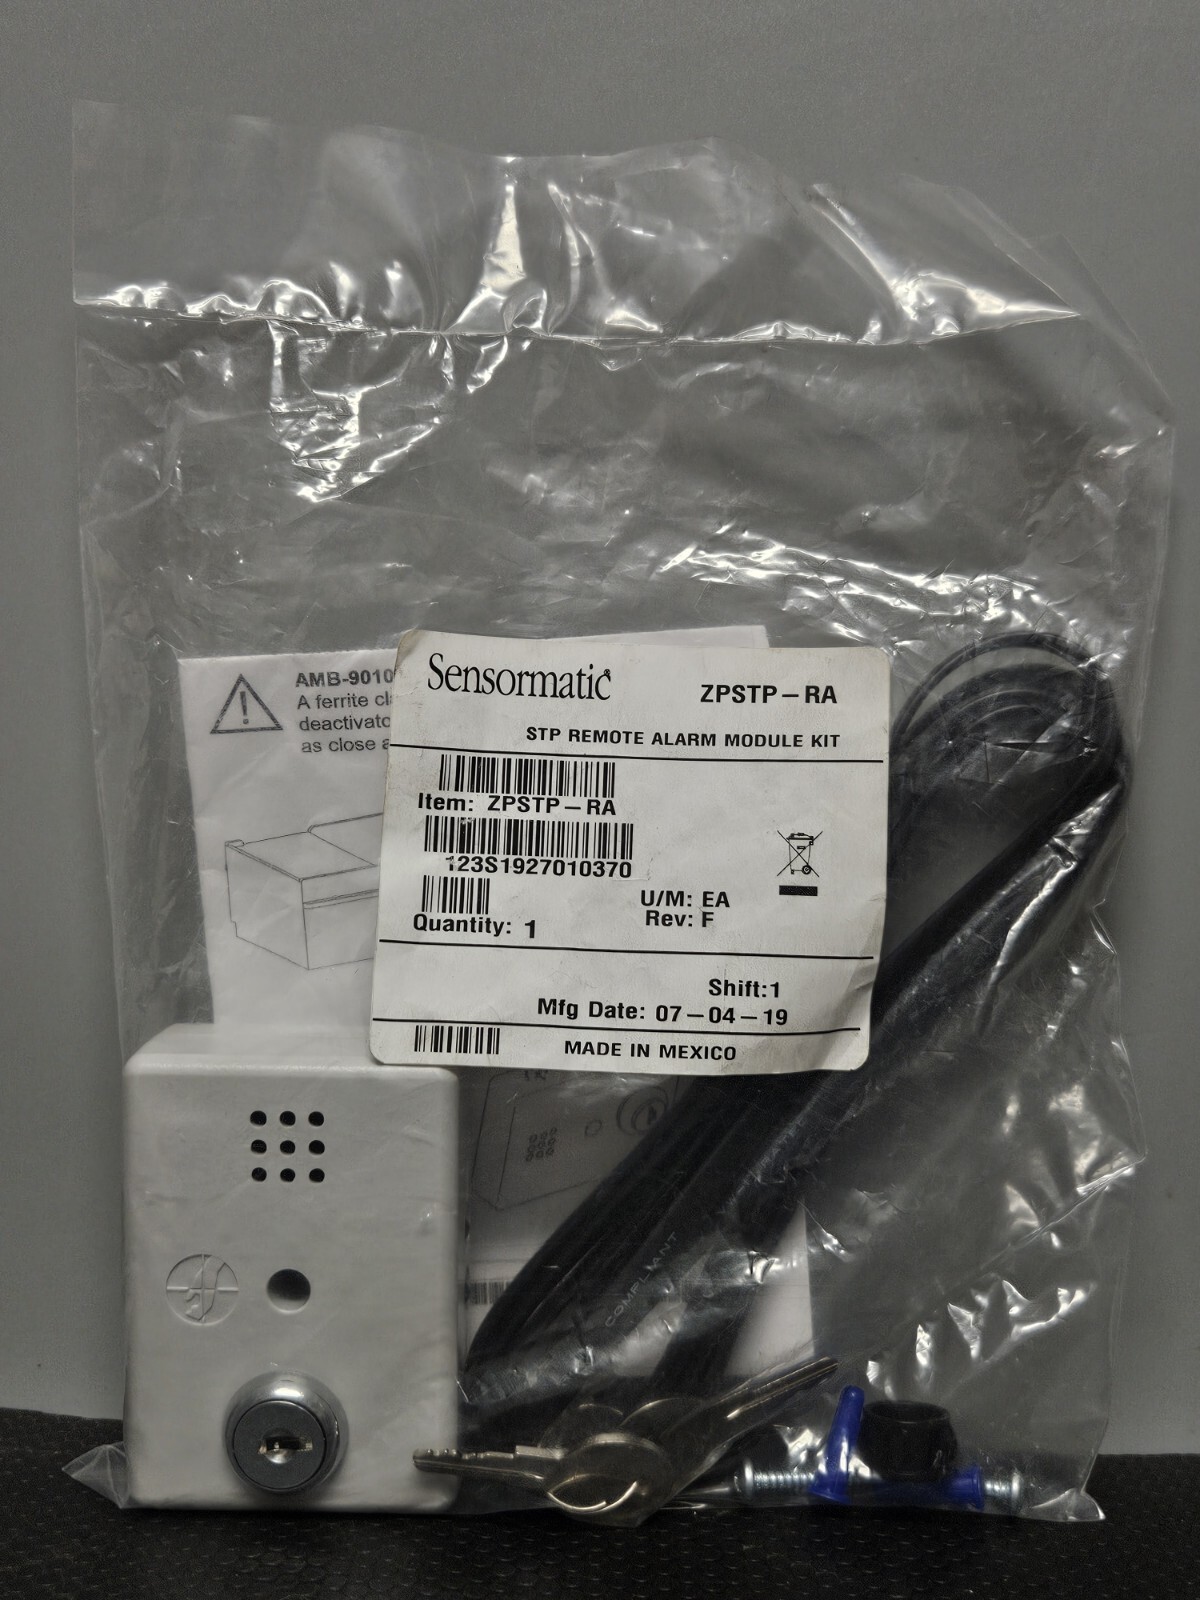 AMB-9010
A ferrite cl
deactivato
as close a
Sensormatic®
ZPSTP-RA
STP REMOTE ALARM MODULE KIT
Item: ZPSTP-RA
123S1927010370
U/M: EA
Rev: F
Quantity: 1
Shift:1
Mfg Date: 07-04-19
MADE IN MEXICO
COMPLIANT